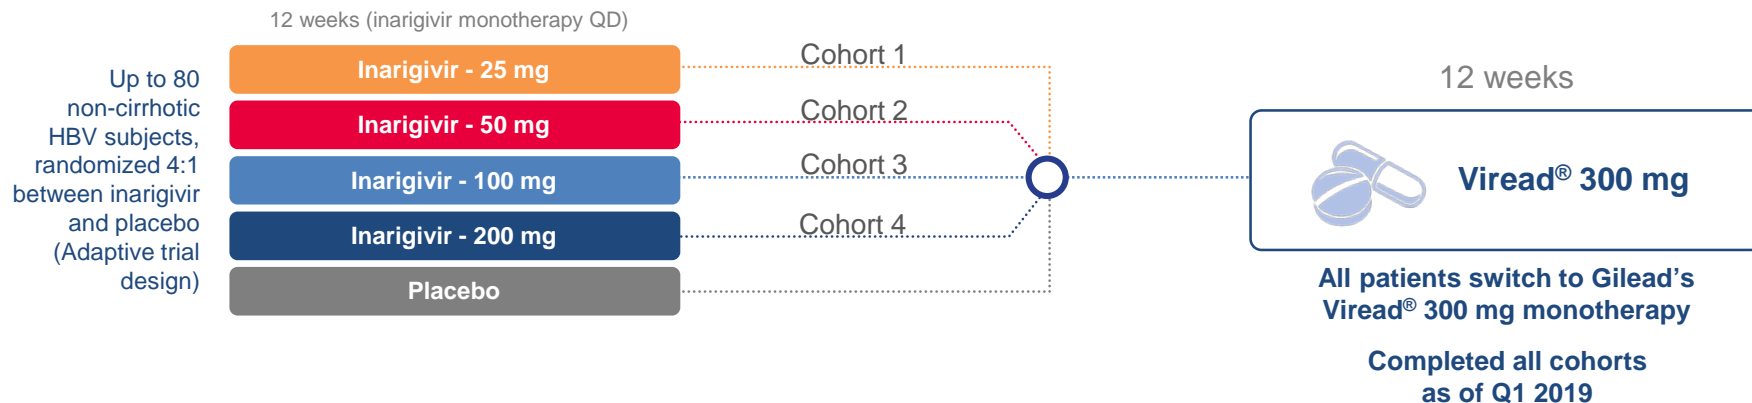 12 weeks (inarigivir monotherapy QD)
Up to 80
non-cirrhotic
HBV subjects,
randomized 4:1
between inarigivir
and placebo
(Adaptive trial
design)
Inarigivir - 25 mg
Inarigivir - 50 mg
Inarigivir - 100 mg
Inarigivir - 200 mg
Placebo
Cohort 1
Cohort 2
Cohort 3
Cohort 4
12 weeks
Viread® 300 mg
All patients switch to Gilead’s
Viread® 300 mg monotherapy
Completed all cohorts
as of Q1 2019